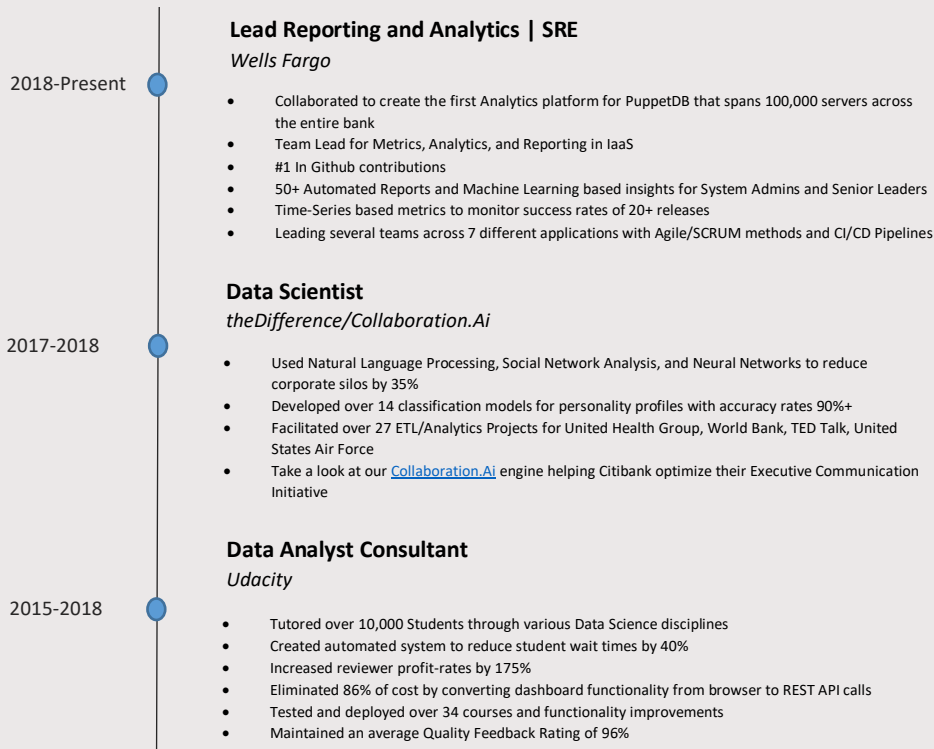 Lead Reporting and Analytics | SRE
Wells Fargo
2018-Present
• Collaborated to create the first Analytics platform for PuppetDB that spans 100,000 servers across
the entire bank
• Team Lead for Metrics, Analytics, and Reporting in IaaS
• #1 In Github contributions
• 50+ Automated Reports and Machine Learning based insights for System Admins and Senior Leaders
• Time-Series based metrics to monitor success rates of 20+ releases
• Leading several teams across 7 different applications with Agile/SCRUM methods and CI/CD Pipelines
Data Scientist
theDifference/Collaboration.Ai
2017-2018
• Used Natural Language Processing, Social Network Analysis, and Neural Networks to reduce
corporate silos by 35%
• Developed over 14 classification models for personality profiles with accuracy rates 90%+
• Facilitated over 27 ETL/Analytics Projects for United Health Group, World Bank, TED Talk, United
States Air Force
• Take a look at our Collaboration.Ai engine helping Citibank optimize their Executive Communication
Initiative
Data Analyst Consultant
Udacity
2015-2018
• Tutored over 10,000 Students through various Data Science disciplines
• Created automated system to reduce student wait times by 40%
• Increased reviewer profit-rates by 175%
• Eliminated 86% of cost by converting dashboard functionality from browser to REST API calls
• Tested and deployed over 34 courses and functionality improvements
• Maintained an average Quality Feedback Rating of 96%